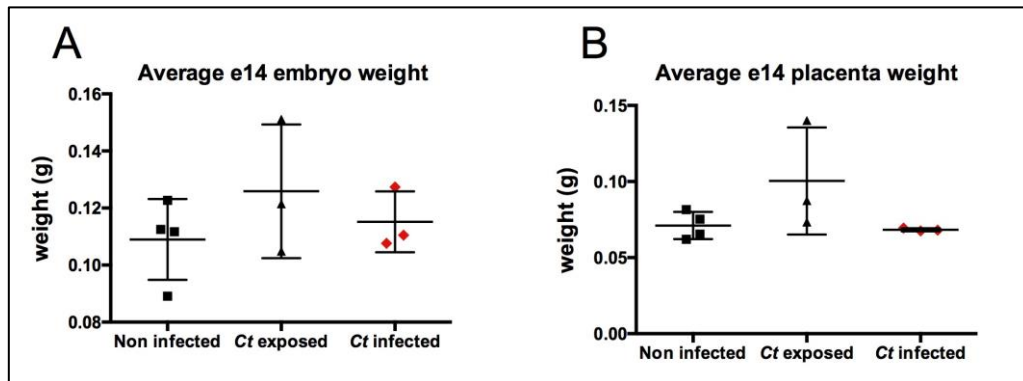 A
Average e14 embryo weight
weight (g)
0.16
0.14
0.12
0.10
0.08
Non infected Ct exposed Ct infected
B
Average e14 placenta weight
weight (g)
0.15
0.10
0.05
0.00
Non infected Ct exposed Ct infected